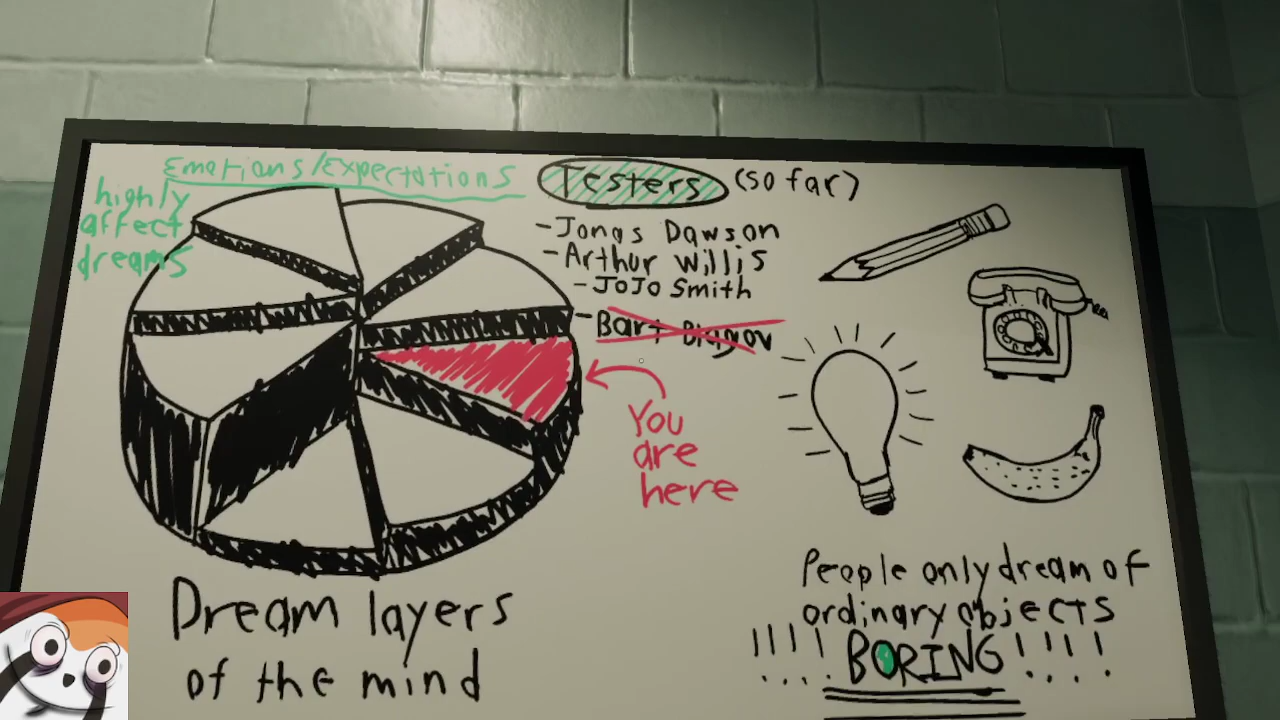 Emotions/Expectations
highly
affect
dreams
Testers (so far)
- Jonas Dawson
- Arthur Willis
- JoJo Smith
- Bart Blagov
You
are
here
Dream layers
of the mind
People only dream of
ordinary objects
!!!! BORING !!!!